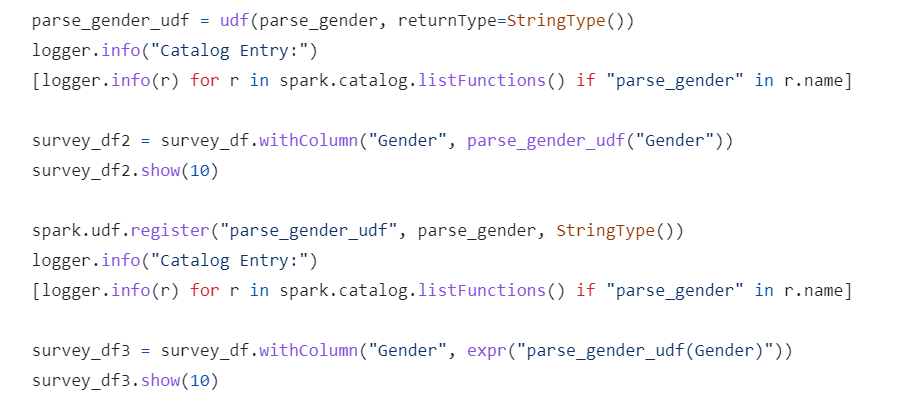 parse_gender_udf = udf(parse_gender, returnType=StringType())
logger.info("Catalog Entry:")
[logger.info(r) for r in spark.catalog.listFunctions() if "parse_gender" in r.name]
survey_df2 = survey_df.withColumn("Gender", parse_gender_udf("Gender"))
survey_df2.show(10)
spark.udf.register("parse_gender_udf", parse_gender, StringType())
logger.info("Catalog Entry:")
[logger.info(r) for r in spark.catalog.listFunctions() if "parse_gender" in r.name]
survey_df3 = survey_df.withColumn("Gender", expr("parse_gender_udf(Gender)"))
survey_df3.show(10)